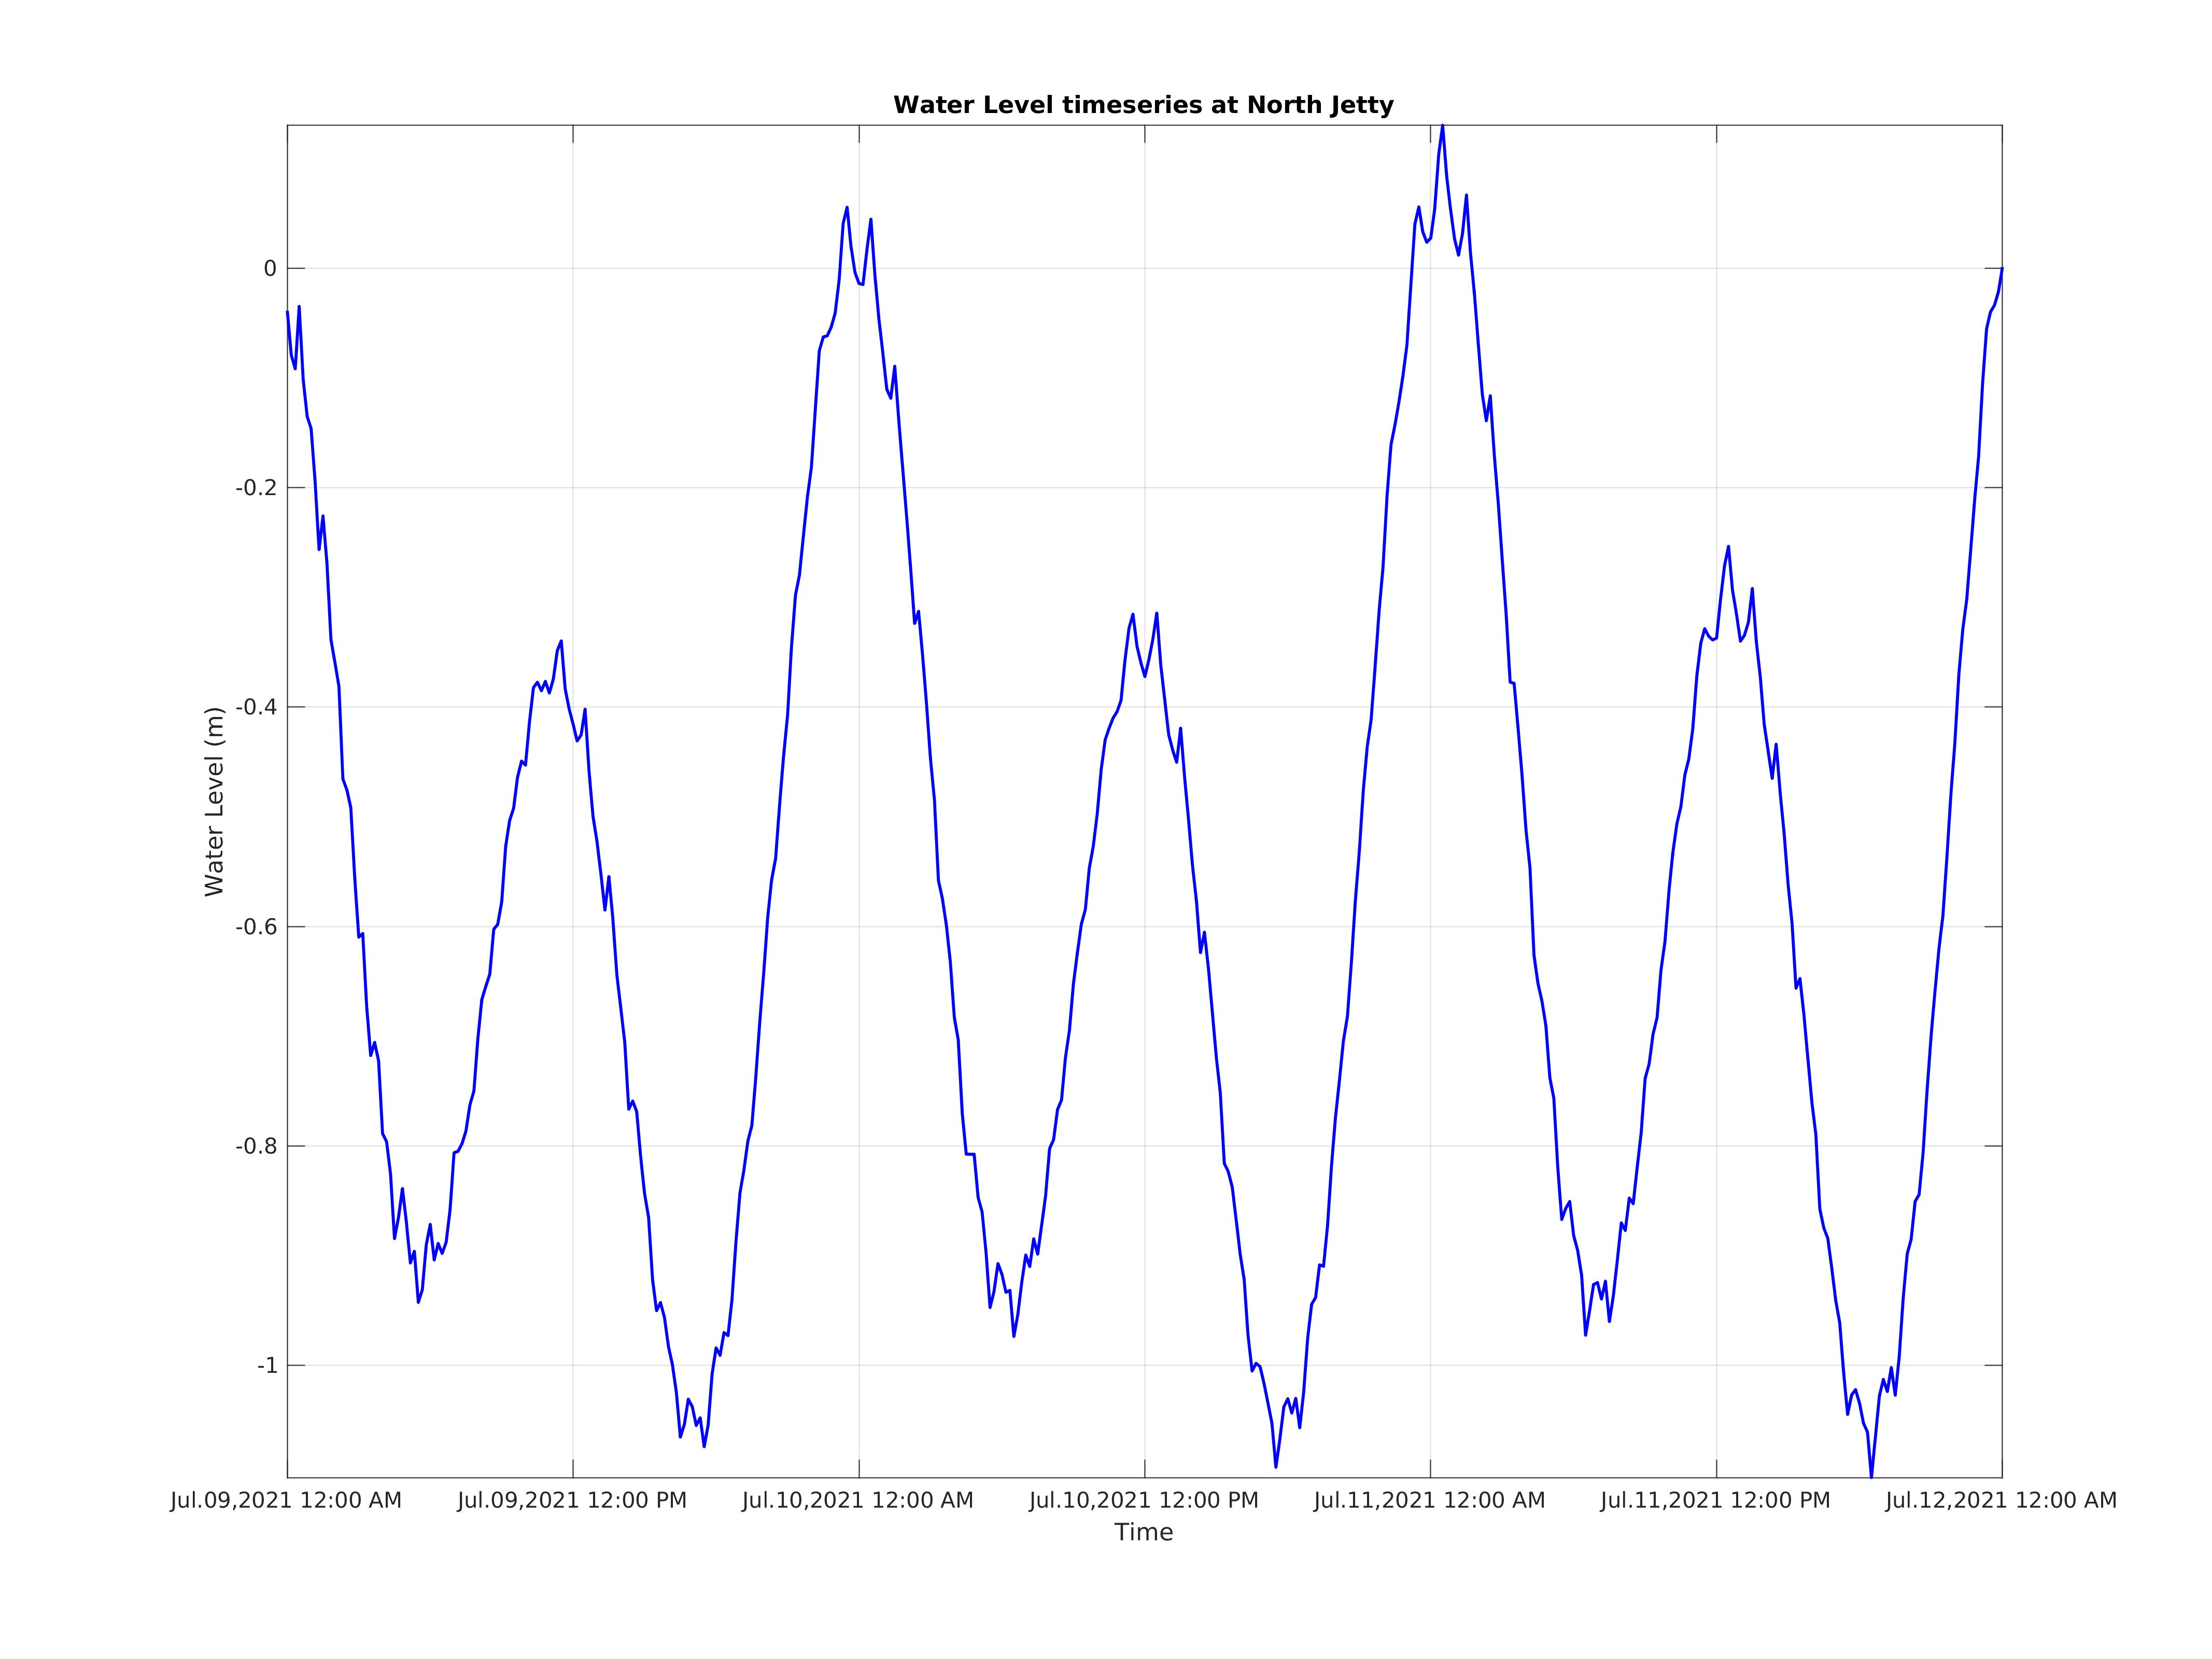 Water Level timeseries at North Jetty
0
-0.2
-0.4
-0.6
-0.8
-1
Water Level (m)
Jul.09,2021 12:00 AM
Jul.09,2021 12:00 PM
Jul.10,2021 12:00 AM
Jul.10,2021 12:00 PM
Jul.11,2021 12:00 AM
Jul.11,2021 12:00 PM
Jul.12,2021 12:00 AM
Time